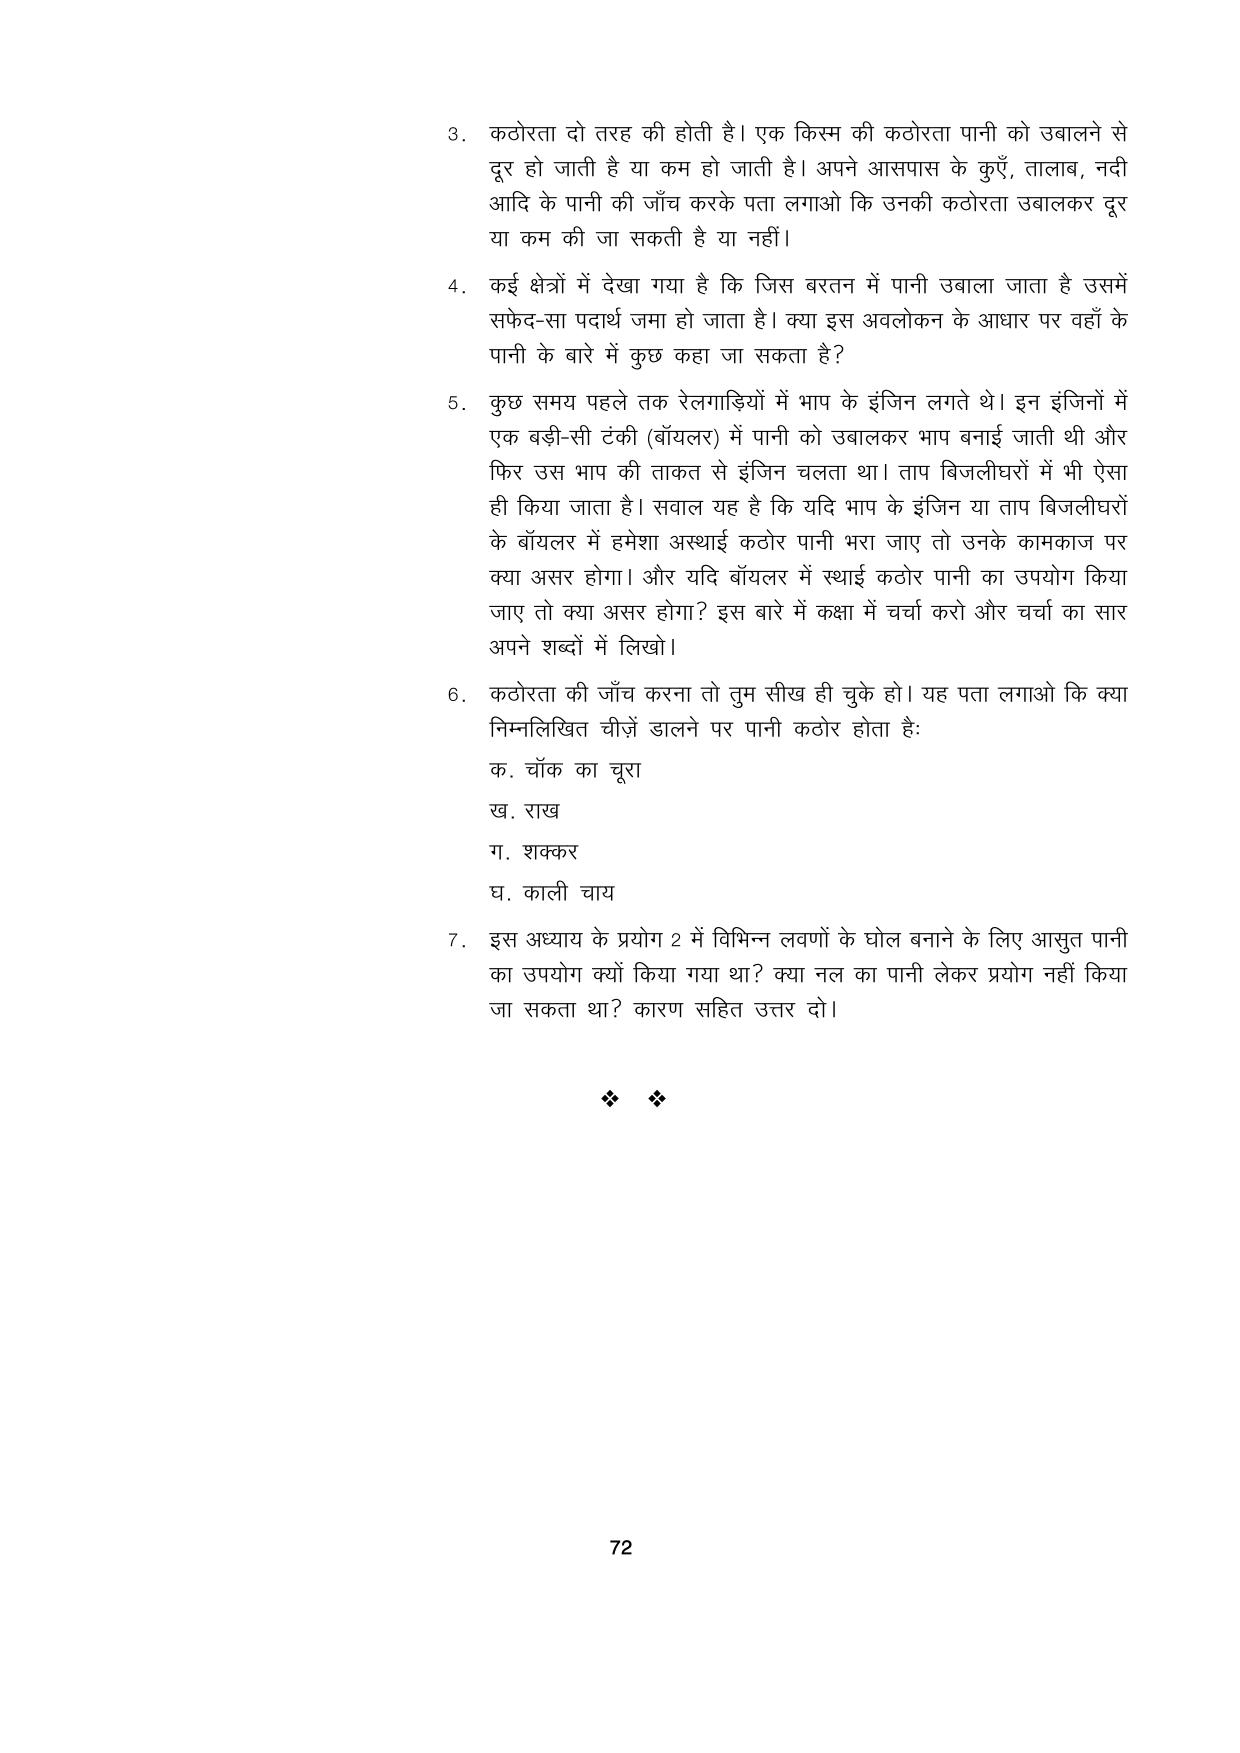 3. कठोरता दो तरह की होती है। एक किस्म की कठोरता पानी को उबालने से
दूर हो जाती है या कम हो जाती है। अपने आसपास के कुएँ, तालाब, नदी
आदि के पानी की जाँच करके पता लगाओ कि उनकी कठोरता उबालकर दूर
या कम की जा सकती है या नहीं।
4. कई क्षेत्रों में देखा गया है कि जिस बरतन में पानी उबाला जाता है उसमें
सफेद-सा पदार्थ जमा हो जाता है। क्या इस अवलोकन के आधार पर वहाँ के
पानी के बारे में कुछ कहा जा सकता है?
5. कुछ समय पहले तक रेलगाड़ियों में भाप के इंजिन लगते थे। इन इंजिनों में
एक बड़ी-सी टंकी (बॉयलर) में पानी को उबालकर भाप बनाई जाती थी और
फिर उस भाप की ताकत से इंजिन चलता था। ताप बिजलीघरों में भी ऐसा
ही किया जाता है। सवाल यह है कि यदि भाप के इंजिन या ताप बिजलीघरों
के बॉयलर में हमेशा अस्थाई कठोर पानी भरा जाए तो उनके कामकाज पर
क्या असर होगा। और यदि बॉयलर में स्थाई कठोर पानी का उपयोग किया
जाए तो क्या असर होगा? इस बारे में कक्षा में चर्चा करो और चर्चा का सार
अपने शब्दों में लिखो।
6. कठोरता की जाँच करना तो तुम सीख ही चुके हो। यह पता लगाओ कि क्या
निम्नलिखित चीज़ें डालने पर पानी कठोर होता है:
क. चॉक का चूरा
ख. राख
ग. शक्कर
घ. काली चाय
7. इस अध्याय के प्रयोग 2 में विभिन्न लवणों के घोल बनाने के लिए आसुत पानी
का उपयोग क्यों किया गया था? क्या नल का पानी लेकर प्रयोग नहीं किया
जा सकता था? कारण सहित उत्तर दो।
72